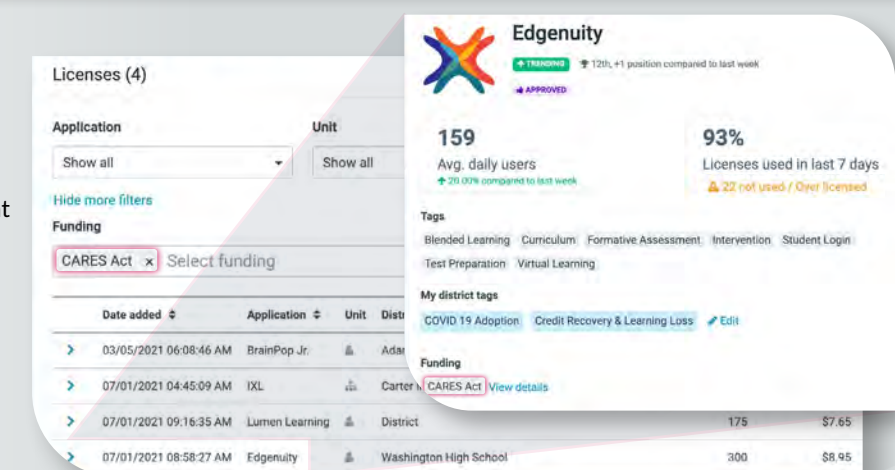 Licenses (4)
Application
Unit
Show all
Show all
Hide more filters
Funding
CARES Act x Select funding
Date added Application Unit
03/05/2021 06:08:46 AM BrainPop Jr.
07/01/2021 04:45:09 AM IXL Carter
07/01/2021 09:16:35 AM Lumen Learning District 175 $7.65
07/01/2021 08:58:27 AM Edgenuity Washington High School 300 $8.95
Edgenuity
TRENDING 12th, +1 position compared to last week
APPROVED
159
Avg. daily users
20.00% compared to last week
93%
Licenses used in last 7 days
22 not used / Over licensed
Tags
Blended Learning Curriculum Formative Assessment Intervention Student Login
Test Preparation Virtual Learning
My district tags
COVID 19 Adoption Credit Recovery & Learning Loss Edit
Funding
CARES Act View details